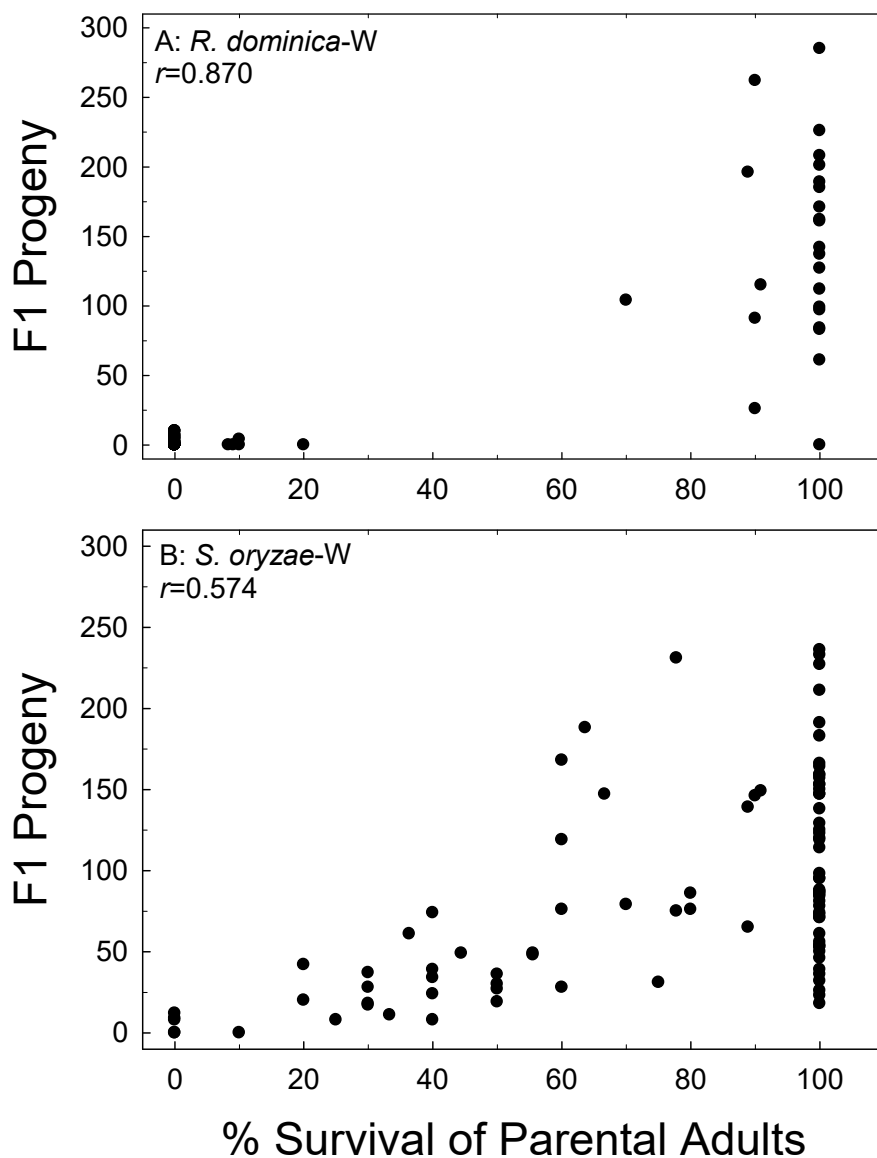 A: R. dominica-W
r=0.870
F1 Progeny
300
250
200
150
100
50
0
0 20 40 60 80 100
B: S. oryzae-W
r=0.574
F1 Progeny
300
250
200
150
100
50
0
0 20 40 60 80 100
% Survival of Parental Adults